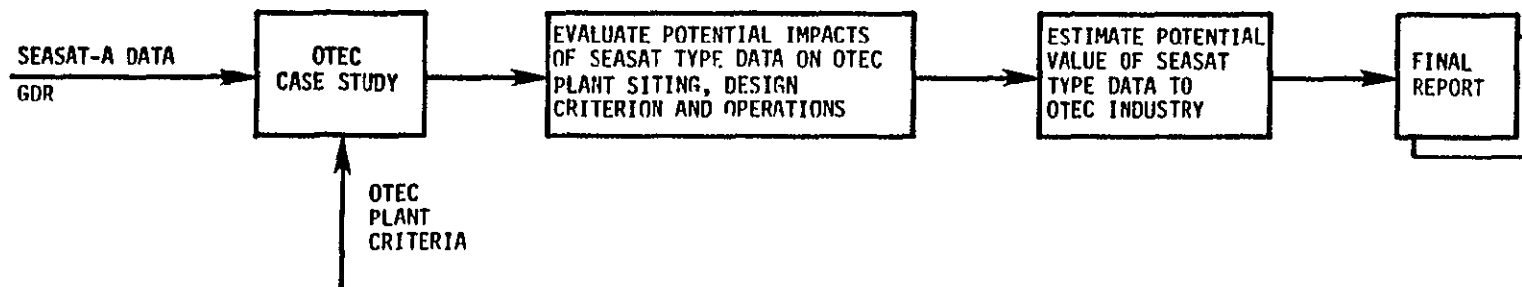 SEASAT-A DATA
GDR
OTEC
CASE STUDY
OTEC
PLANT
CRITERIA
EVALUATE POTENTIAL IMPACTS
OF SEASAT TYPE DATA ON OTEC
PLANT SITING, DESIGN
CRITERION AND OPERATIONS
ESTIMATE POTENTIAL
VALUE OF SEASAT
TYPE DATA TO
OTEC INDUSTRY
FINAL
REPORT